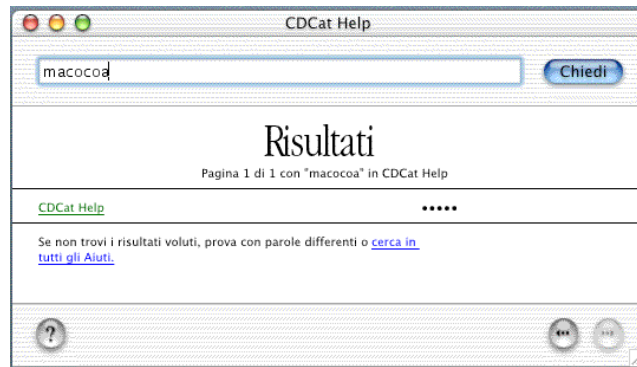 CDCat Help
macocoa
Chiedi
Risultati
Pagina 1 di 1 con "macocoa" in CDCat Help
CDCat Help •••••
Se non trovi i risultati voluti, prova con parole differenti o cerca in
tutti gli Aiuti.
?